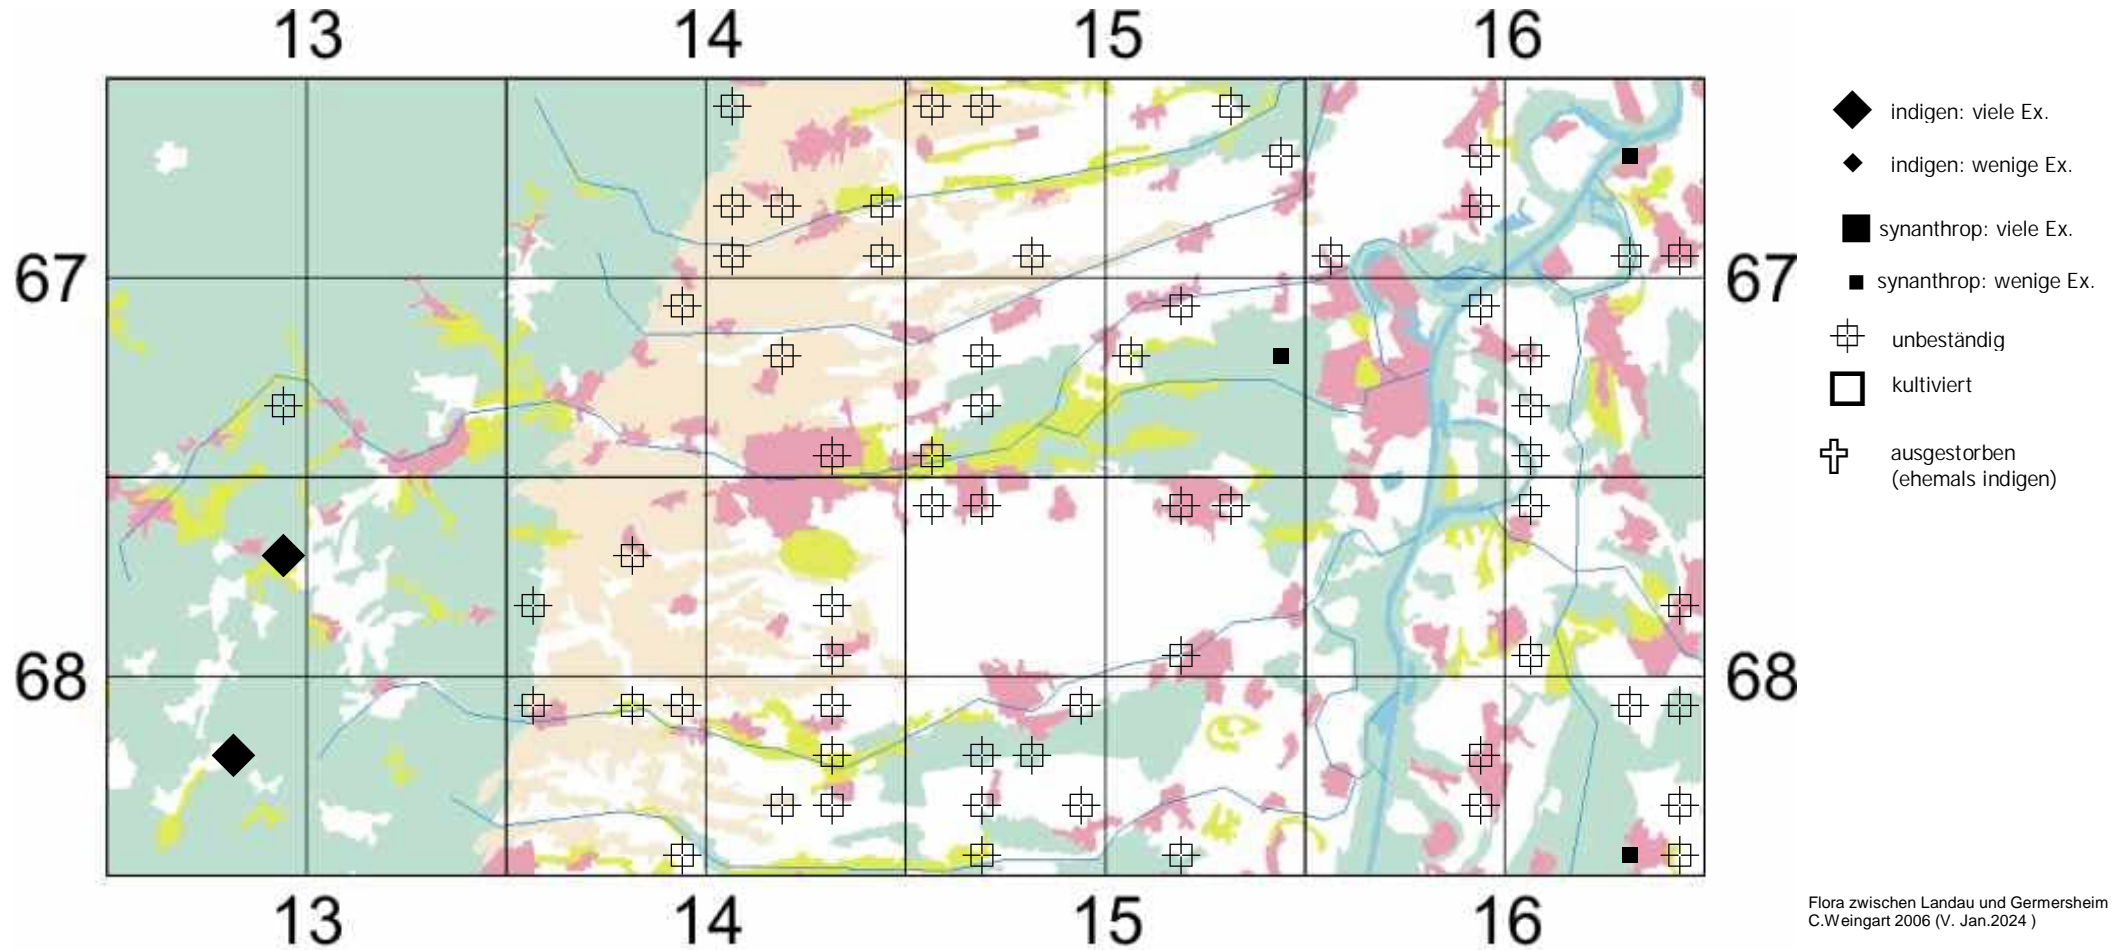 13 14 15 16
indigen: viele Ex.
indigen: wenige Ex.
synanthrop: viele Ex.
67 67
synanthrop: wenige Ex.
unbeständig
kultiviert
ausgestorben
(ehemals indigen)
68 68
13 14 15 16
Flora zwischen Landau und Germersheim
C.Weingart 2006 (V. Jan.2024 )